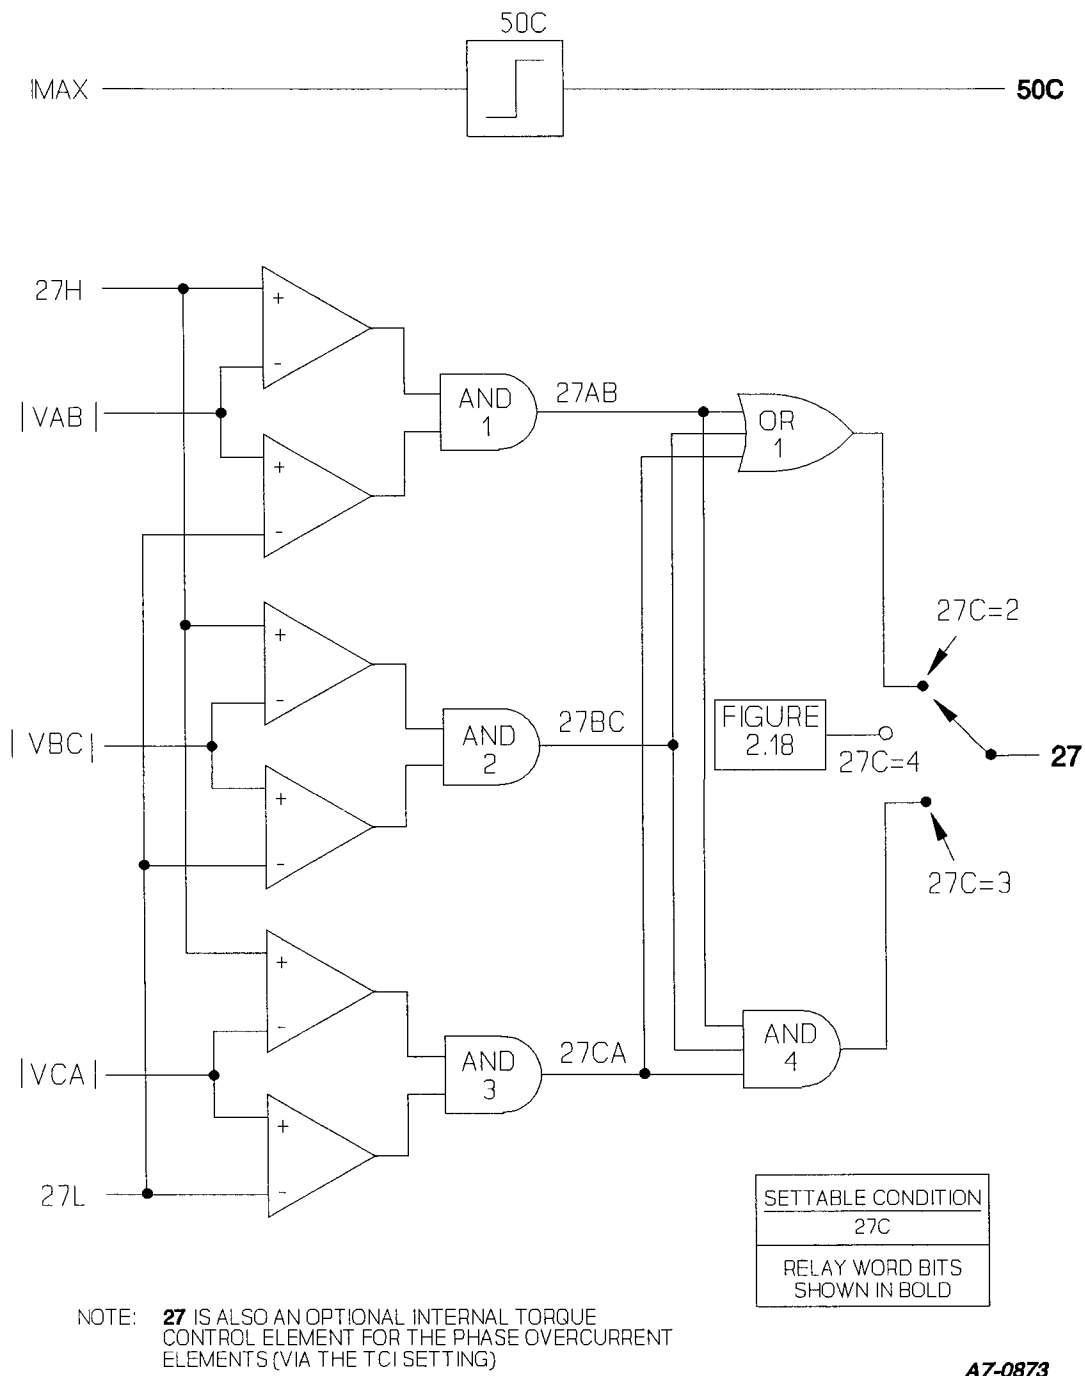 50C
IMAX
50C
27H
+
-
|VAB|
+
-
AND
1
27AB
OR
1
+
-
|VBC|
+
-
AND
2
27BC
27C=2
FIGURE
2.18
27C=4
27
27C=3
+
-
|VCA|
+
-
AND
3
27CA
AND
4
27L
SETTABLE CONDITION
27C
RELAY WORD BITS
SHOWN IN BOLD
NOTE: 27 IS ALSO AN OPTIONAL INTERNAL TORQUE
CONTROL ELEMENT FOR THE PHASE OVERCURRENT
ELEMENTS (VIA THE TCI SETTING)
A7-0873